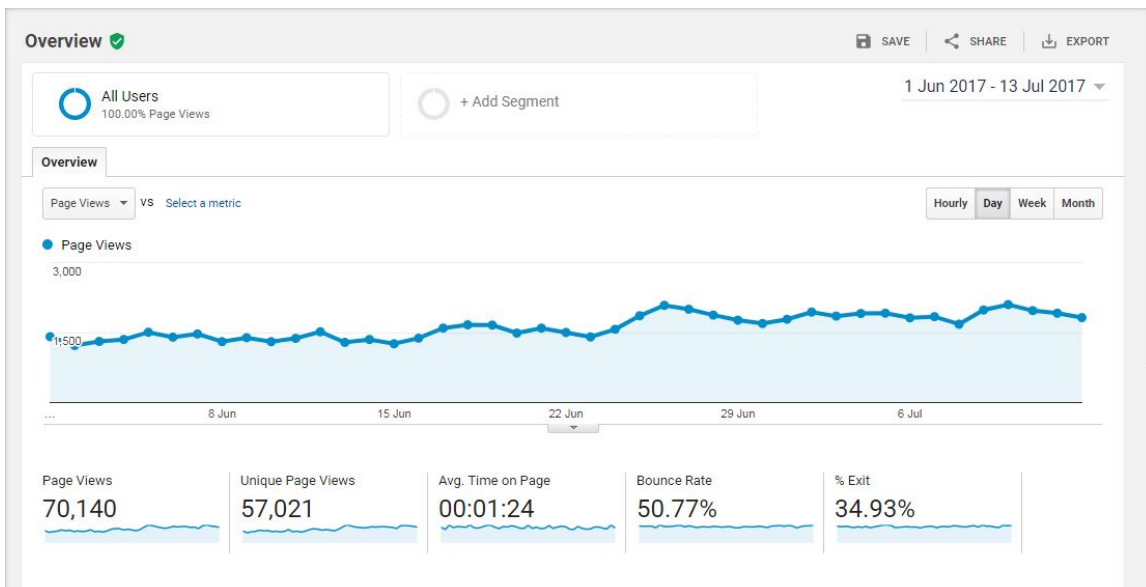 Overview
SAVE
SHARE
EXPORT
All Users
100.00% Page Views
+ Add Segment
1 Jun 2017 - 13 Jul 2017
Overview
Page Views VS Select a metric
Hourly Day Week Month
Page Views
3,000
1,500
... 8 Jun 15 Jun 22 Jun 29 Jun 6 Jul
Page Views
70,140
Unique Page Views
57,021
Avg. Time on Page
00:01:24
Bounce Rate
50.77%
% Exit
34.93%